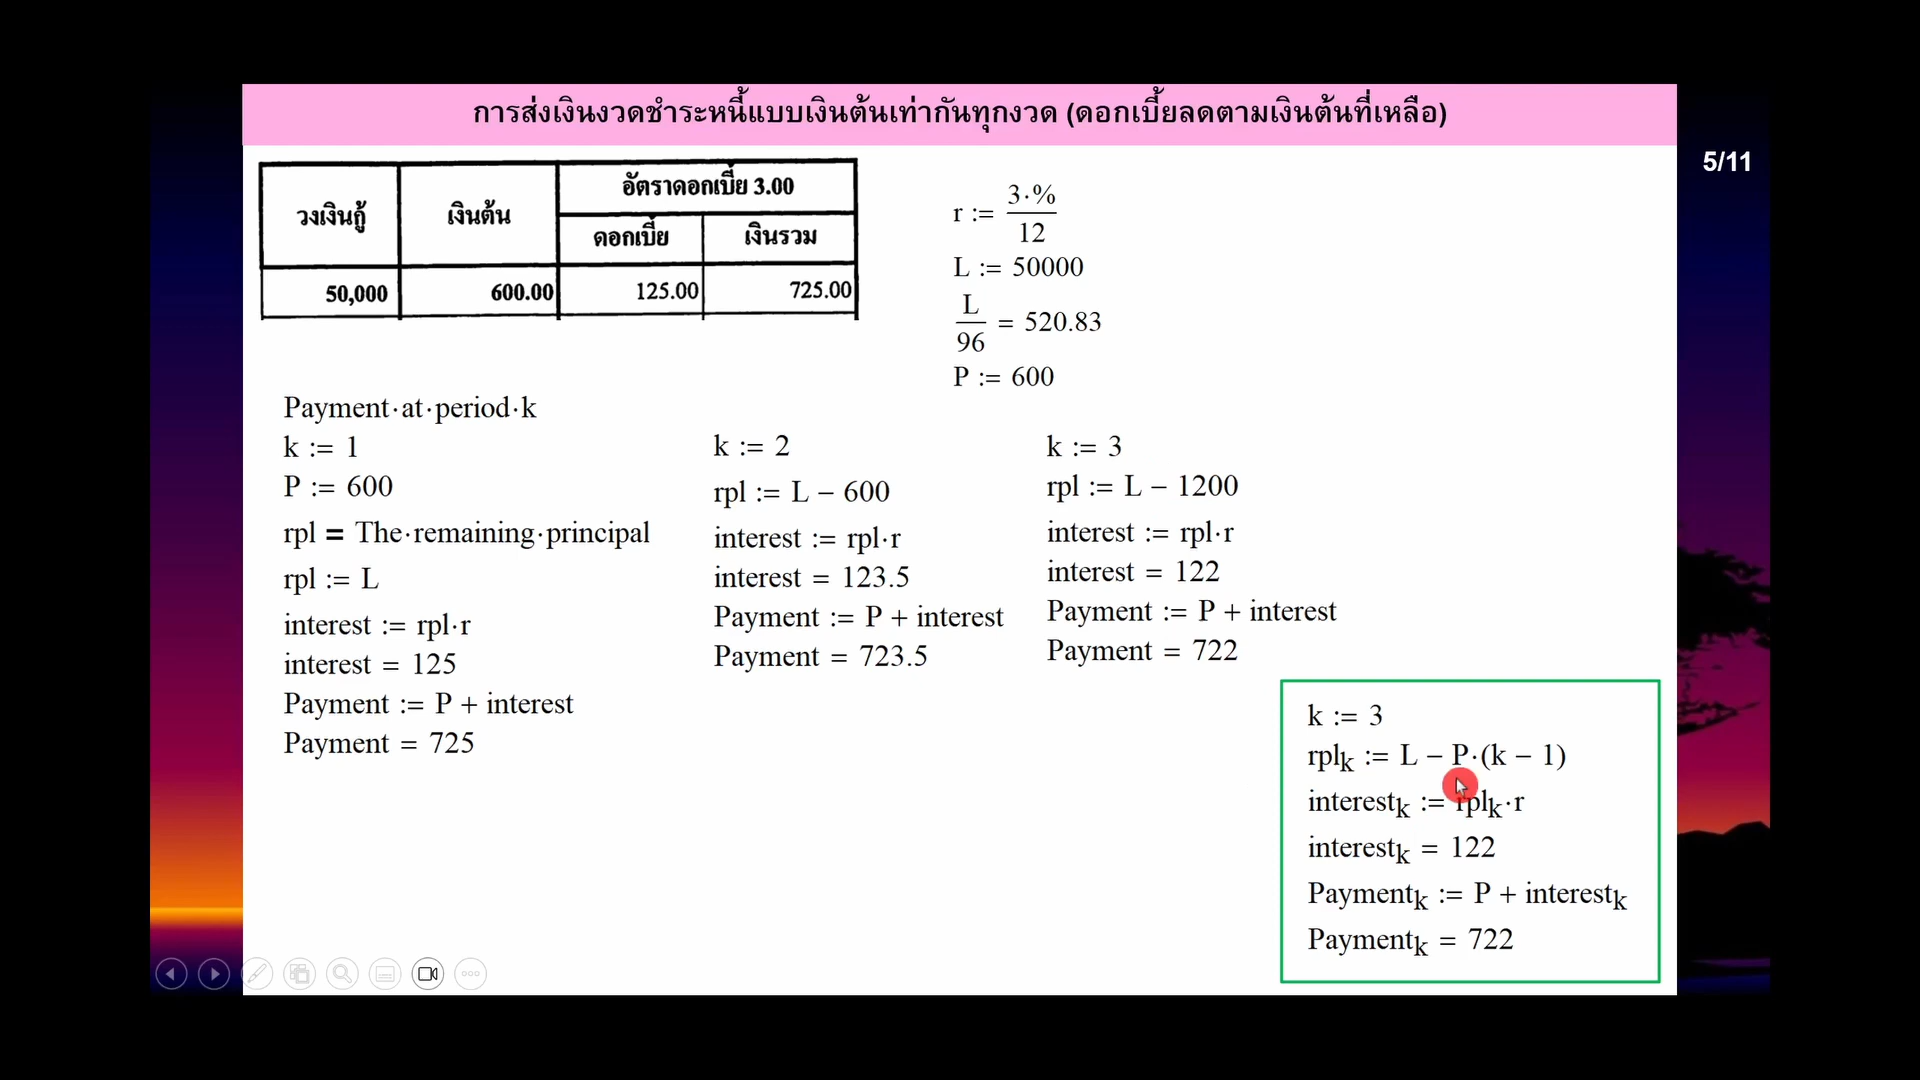 การส่งเงินงวดชำระหนี้แบบเงินต้นเท่ากันทุกงวด (ดอกเบี้ยลดตามเงินต้นที่เหลือ)
5/11
วงเงินกู้ เงินต้น อัตราดอกเบี้ย 3.00
ดอกเบี้ย เงินรวม
50,000 600.00 125.00 725.00
r := 3·% / 12
L := 50000
L / 96 = 520.83
P := 600
Payment·at·period·k
k := 1
P := 600
rpl = The·remaining·principal
rpl := L
interest := rpl·r
interest = 125
Payment := P + interest
Payment = 725
k := 2
rpl := L − 600
interest := rpl·r
interest = 123.5
Payment := P + interest
Payment = 723.5
k := 3
rpl := L − 1200
interest := rpl·r
interest = 122
Payment := P + interest
Payment = 722
k := 3
rplₖ := L − P·(k − 1)
interestₖ := rplₖ·r
interestₖ = 122
Paymentₖ := P + interestₖ
Paymentₖ = 722